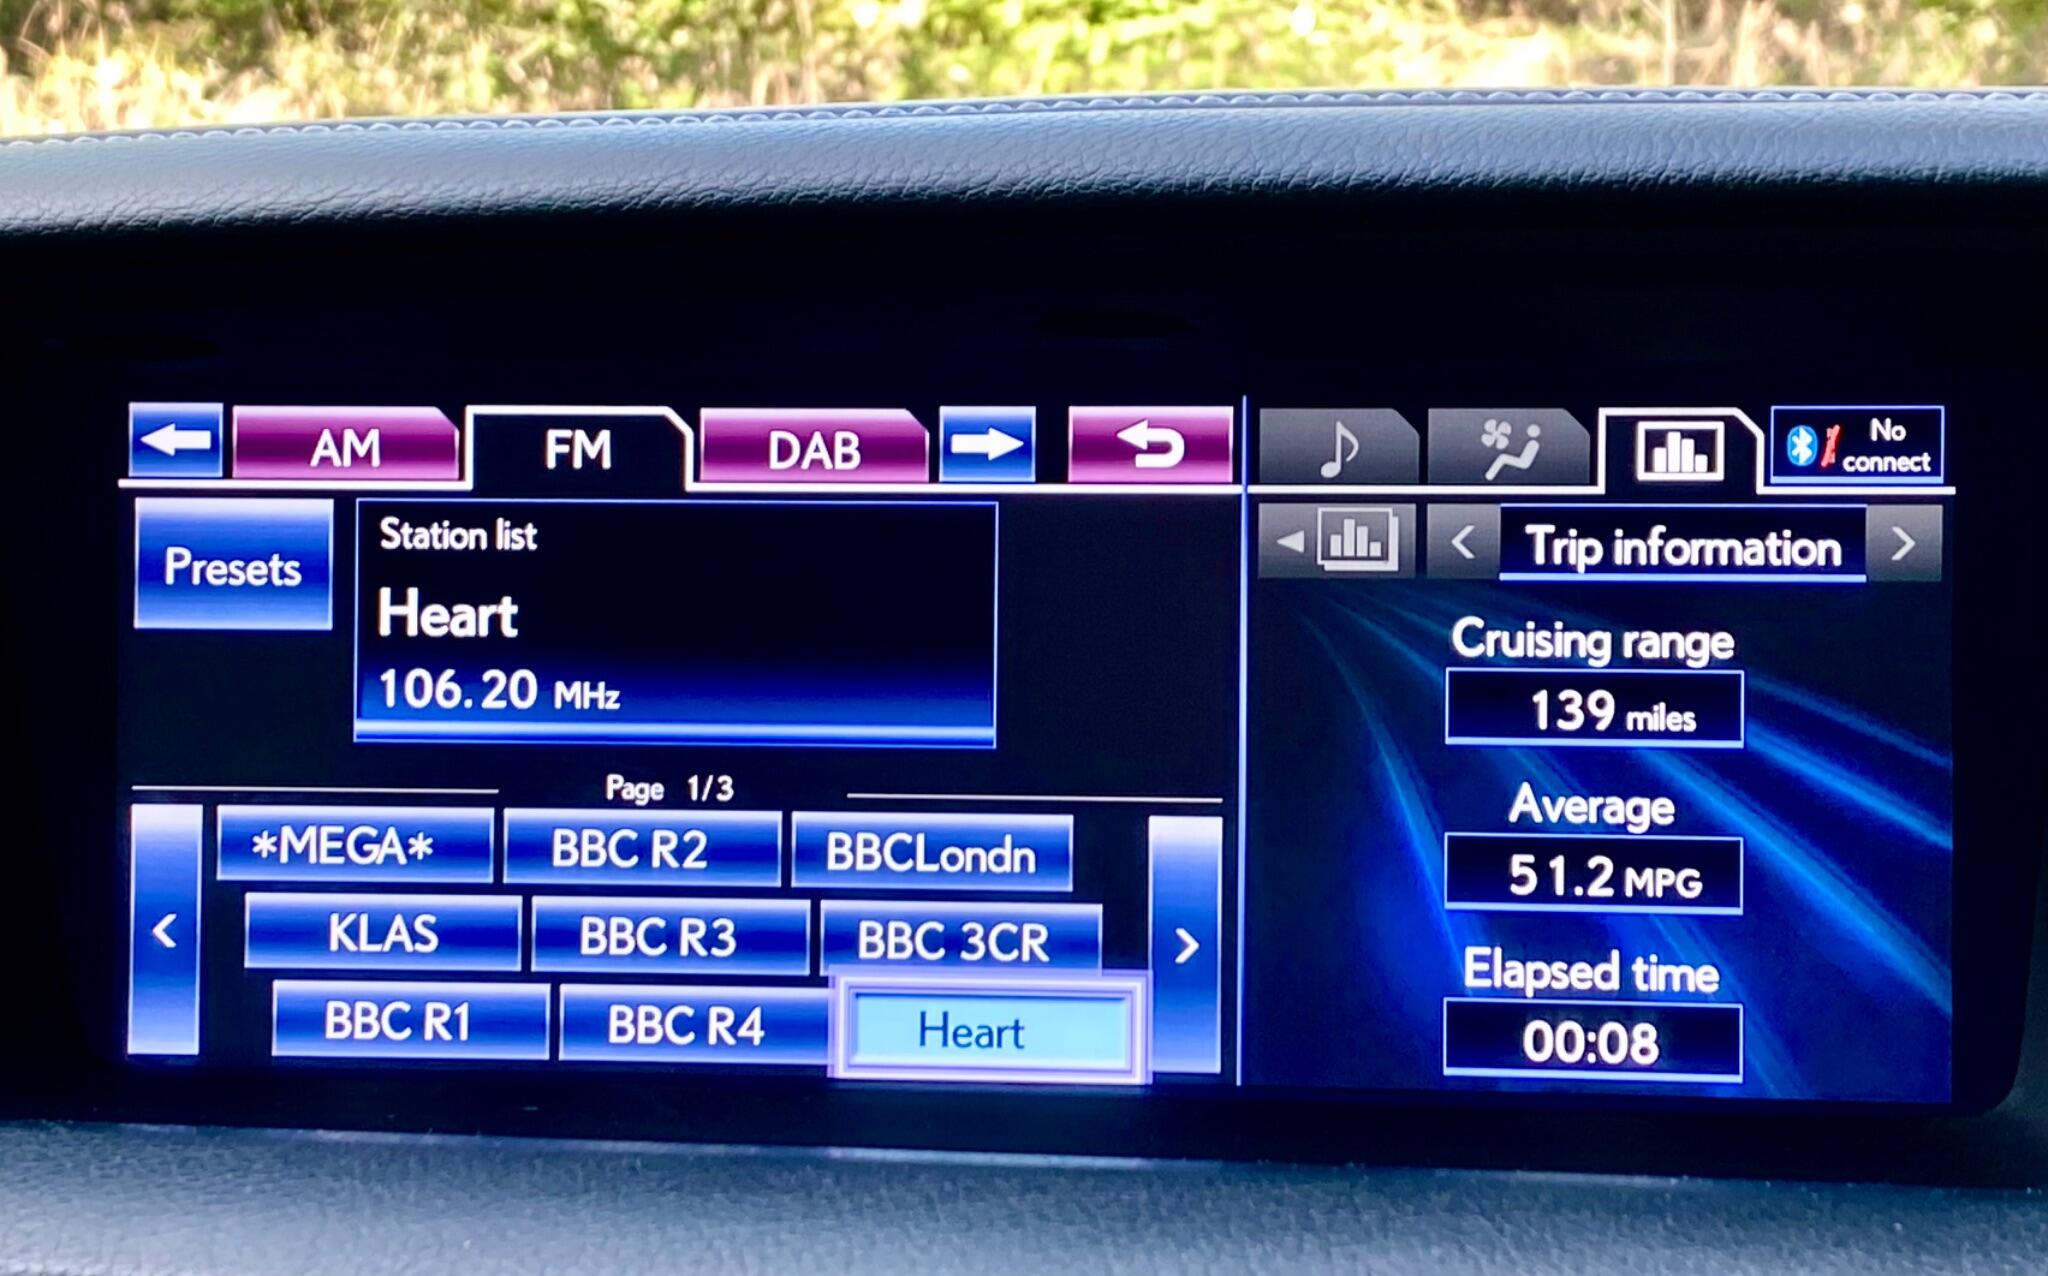 AM FM DAB
No
connect
Presets
Station list
Heart
106.20 MHz
Page 1/3
*MEGA* BBC R2 BBCLondn
KLAS BBC R3 BBC 3CR
BBC R1 BBC R4 Heart
Trip information
Cruising range
139 miles
Average
51.2 MPG
Elapsed time
00:08